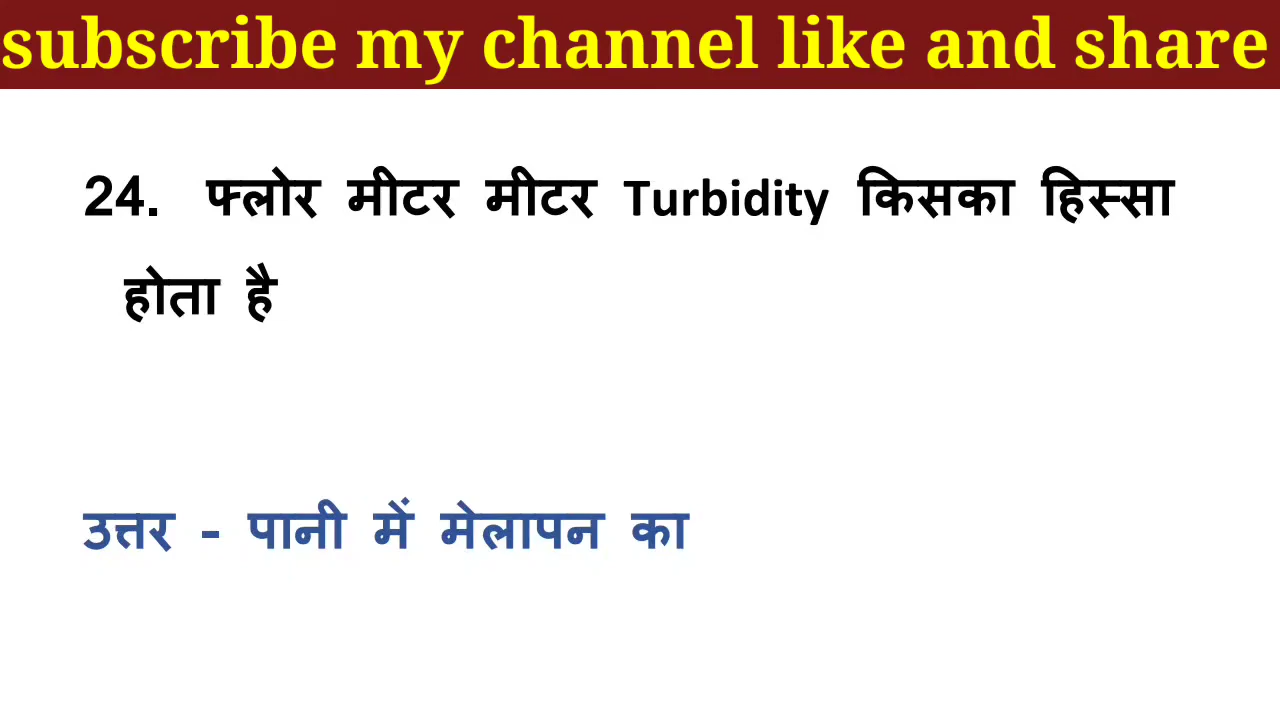 subscribe my channel like and share
24. फ्लोर मीटर मीटर Turbidity किसका हिस्सा
होता है
उत्तर - पानी में मेलापन का